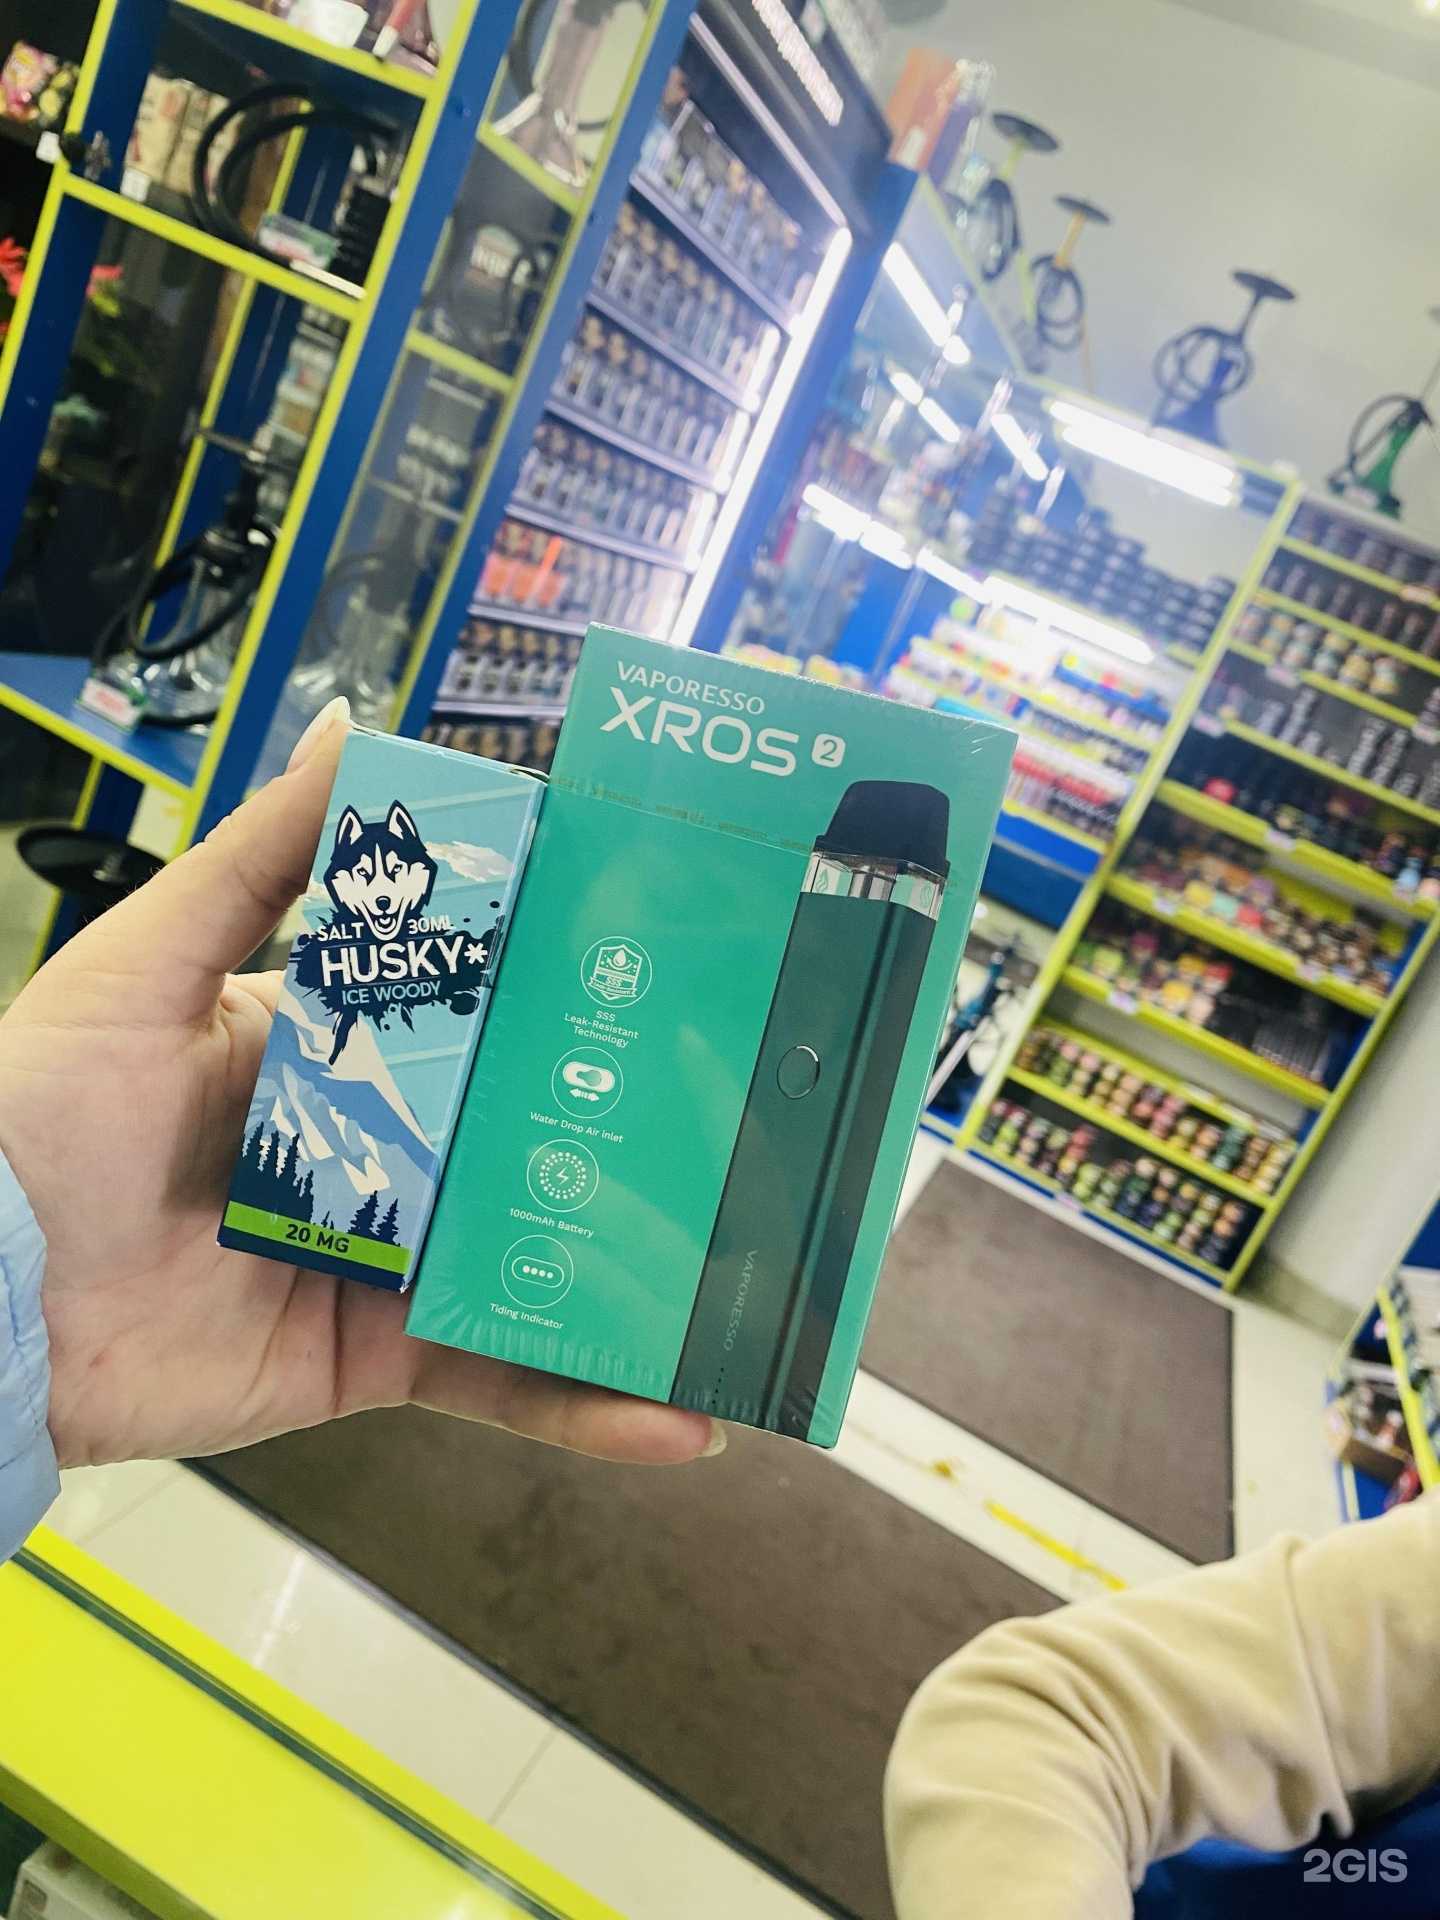 VAPORESSO
XROS 2
SALT 30ML
HUSKY*
ICE WOODY
20 MG
SSS
SSS
Leak-Resistant
Technology
Water Drop Air Inlet
1000mAh Battery
Tiding Indicator
VAPORESSO
2GIS